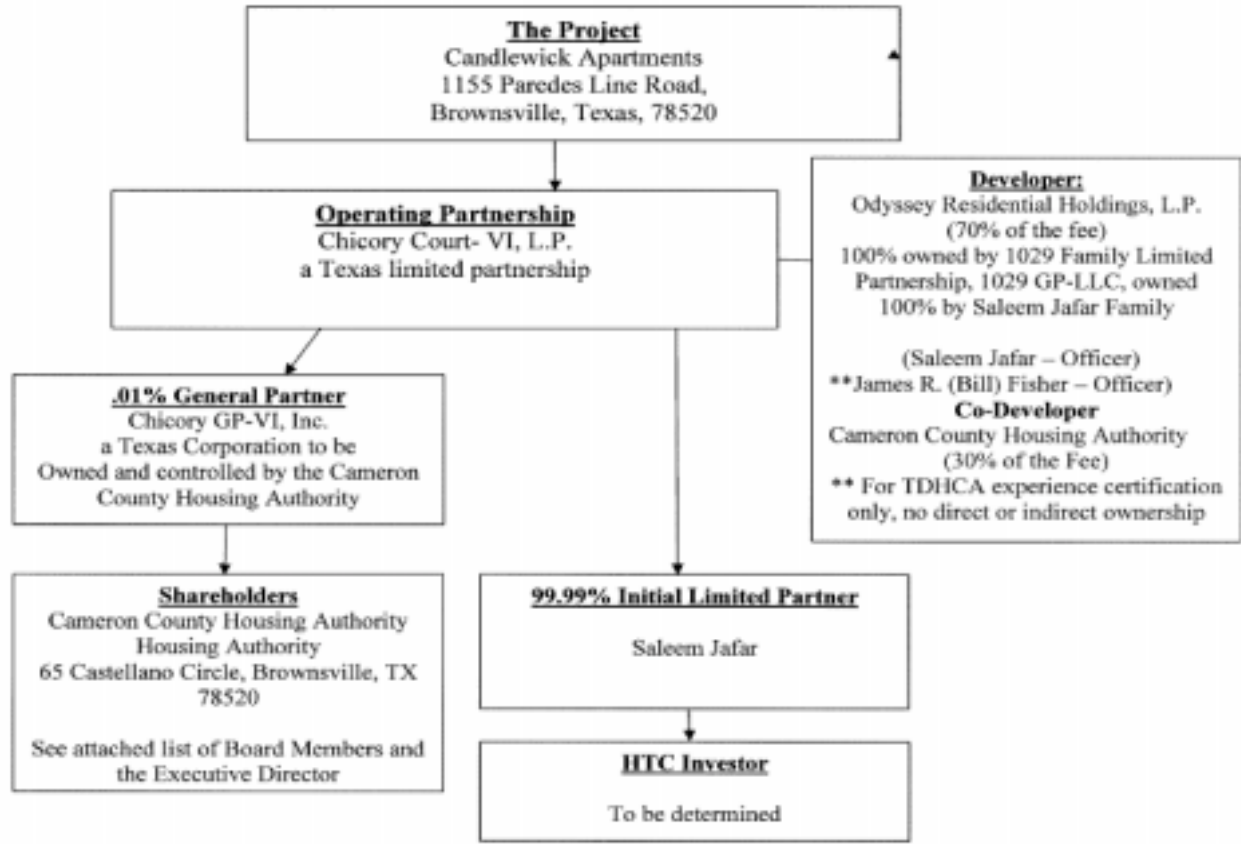 The Project
Candlewick Apartments
1155 Paredes Line Road,
Brownsville, Texas, 78520
Operating Partnership
Chicory Court- VI, L.P.
a Texas limited partnership
Developer:
Odyssey Residential Holdings, L.P.
(70% of the fee)
100% owned by 1029 Family Limited
Partnership, 1029 GP-LLC, owned
100% by Saleem Jafar Family
(Saleem Jafar – Officer)
**James R. (Bill) Fisher – Officer)
Co-Developer
Cameron County Housing Authority
(30% of the Fee)
** For TDHCA experience certification
only, no direct or indirect ownership
.01% General Partner
Chicory GP-VI, Inc.
a Texas Corporation to be
Owned and controlled by the Cameron
County Housing Authority
Shareholders
Cameron County Housing Authority
Housing Authority
65 Castellano Circle, Brownsville, TX
78520
See attached list of Board Members and
the Executive Director
99.99% Initial Limited Partner
Saleem Jafar
HTC Investor
To be determined